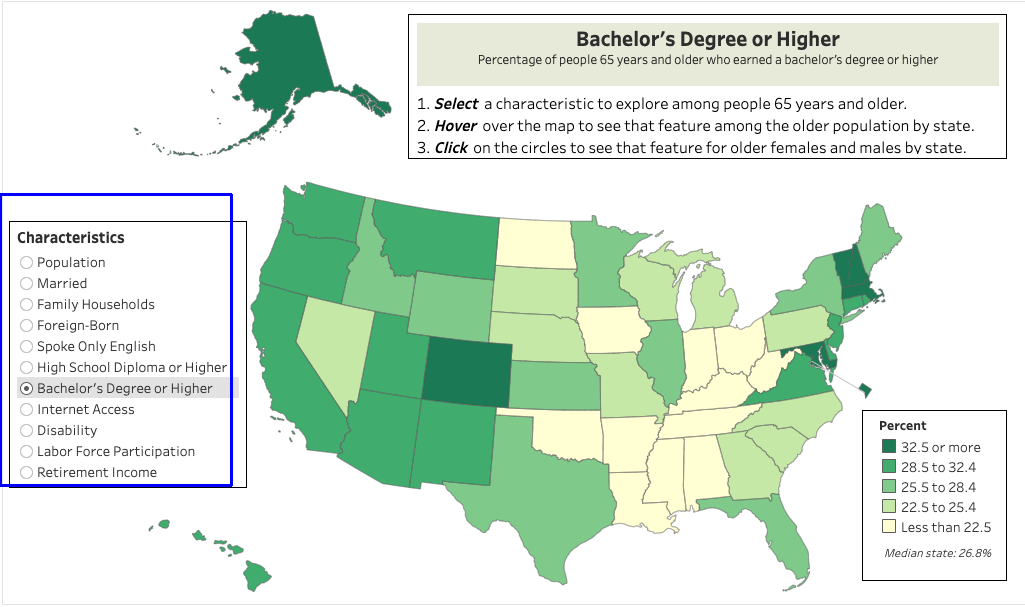 Bachelor's Degree or Higher
Percentage of people 65 years and older who earned a bachelor's degree or higher
1. Select a characteristic to explore among people 65 years and older.
2. Hover over the map to see that feature among the older population by state.
3. Click on the circles to see that feature for older females and males by state.
Characteristics
Population
Married
Family Households
Foreign-Born
Spoke Only English
High School Diploma or Higher
Bachelor's Degree or Higher
Internet Access
Disability
Labor Force Participation
Retirement Income
Percent
32.5 or more
28.5 to 32.4
25.5 to 28.4
22.5 to 25.4
Less than 22.5
Median state: 26.8%